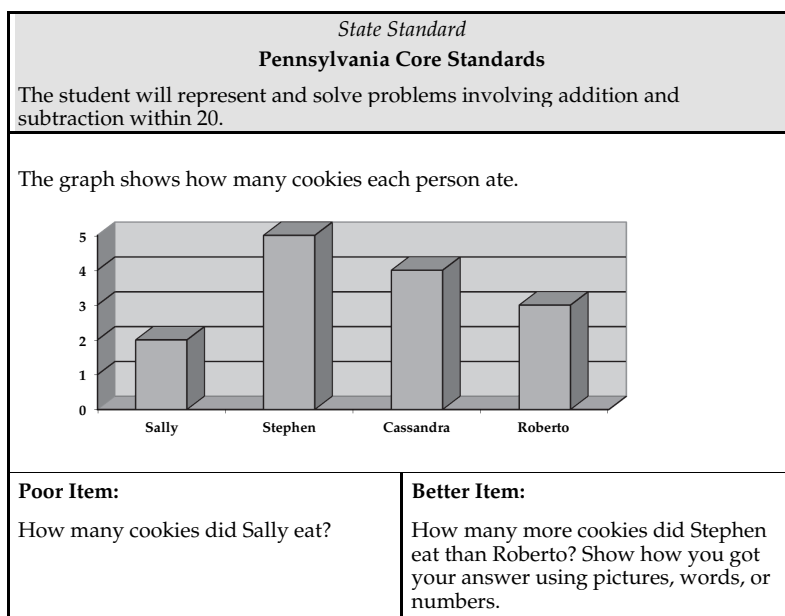 State Standard
Pennsylvania Core Standards
The student will represent and solve problems involving addition and
subtraction within 20.
The graph shows how many cookies each person ate.
5
4
3
2
1
0
Sally Stephen Cassandra Roberto
Poor Item:
How many cookies did Sally eat?
Better Item:
How many more cookies did Stephen
eat than Roberto? Show how you got
your answer using pictures, words, or
numbers.